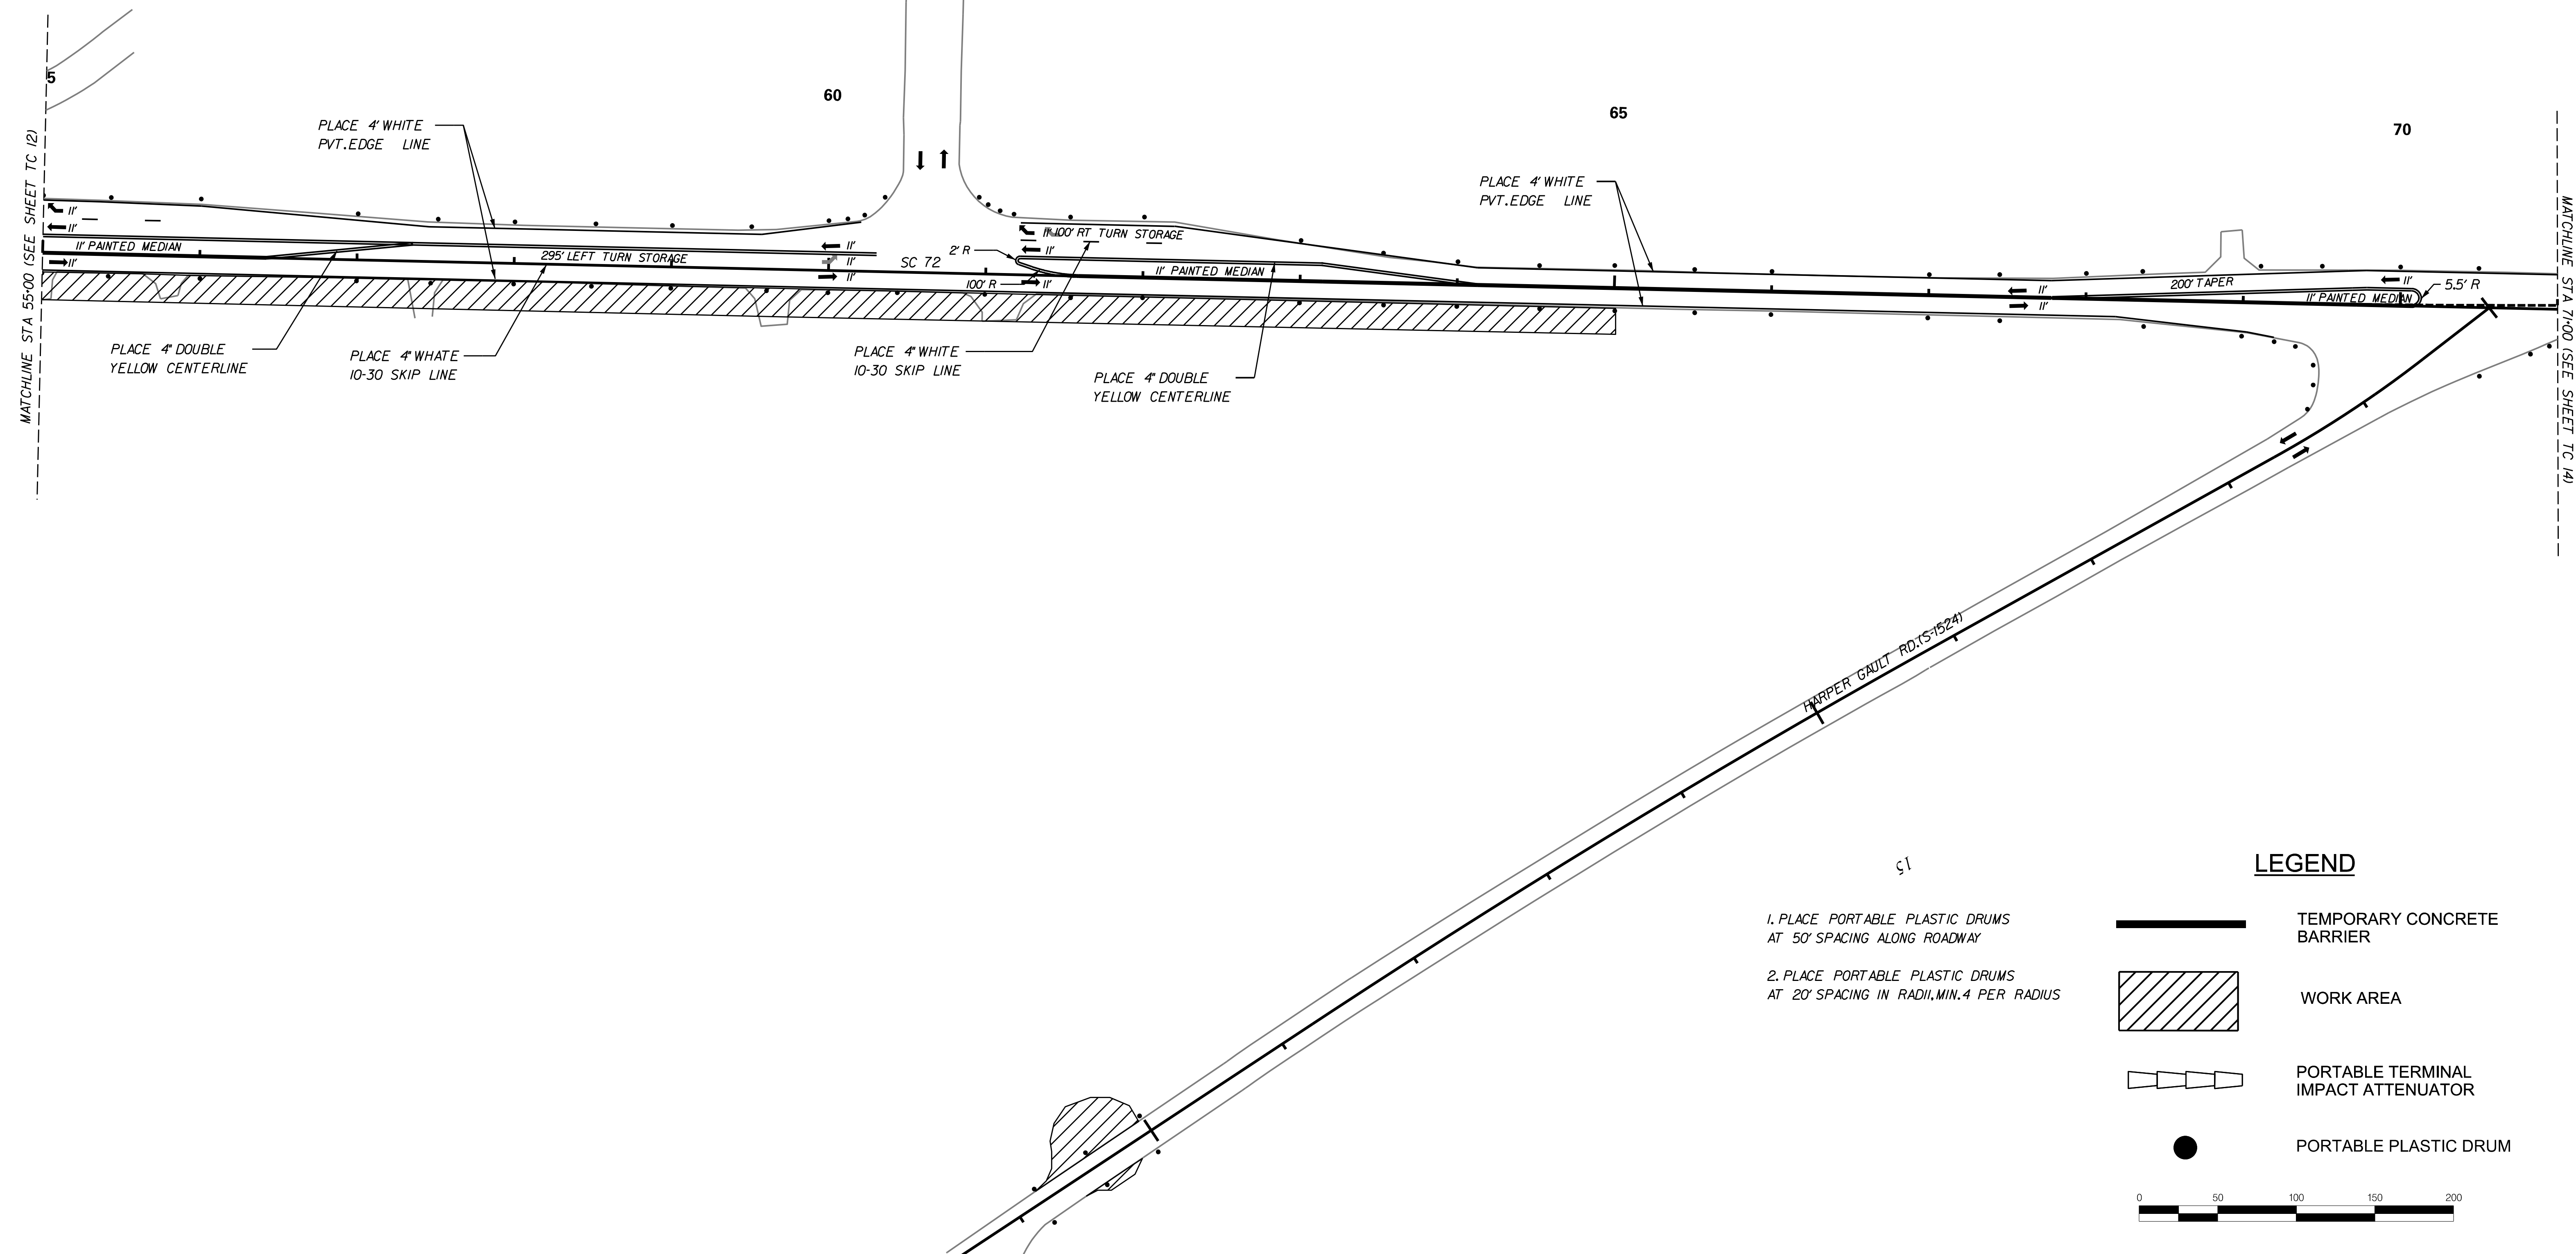 5
60
65
70
MATCHLINE STA 55+00 (SEE SHEET TC 12)
PLACE 4' WHITE
PVT. EDGE LINE
PLACE 4' WHITE
PVT. EDGE LINE
MATCHLINE STA 71+00 (SEE SHEET TC 14)
11'
11'
11' PAINTED MEDIAN
11'
295' LEFT TURN STORAGE
11'
11'
11'
SC 72
2' R
100' R
11'
100' RT TURN STORAGE
11'
11' PAINTED MEDIAN
11'
11'
11'
200' TAPER
11'
11' PAINTED MEDIAN
5.5' R
PLACE 4" DOUBLE
YELLOW CENTERLINE
PLACE 4" WHATE
10-30 SKIP LINE
PLACE 4" WHITE
10-30 SKIP LINE
PLACE 4" DOUBLE
YELLOW CENTERLINE
HARPER GAULT RD. (S-1524)
15
1. PLACE PORTABLE PLASTIC DRUMS
AT 50' SPACING ALONG ROADWAY
2. PLACE PORTABLE PLASTIC DRUMS
AT 20' SPACING IN RADII, MIN. 4 PER RADIUS
LEGEND
TEMPORARY CONCRETE
BARRIER
WORK AREA
PORTABLE TERMINAL
IMPACT ATTENUATOR
PORTABLE PLASTIC DRUM
0 50 100 150 200